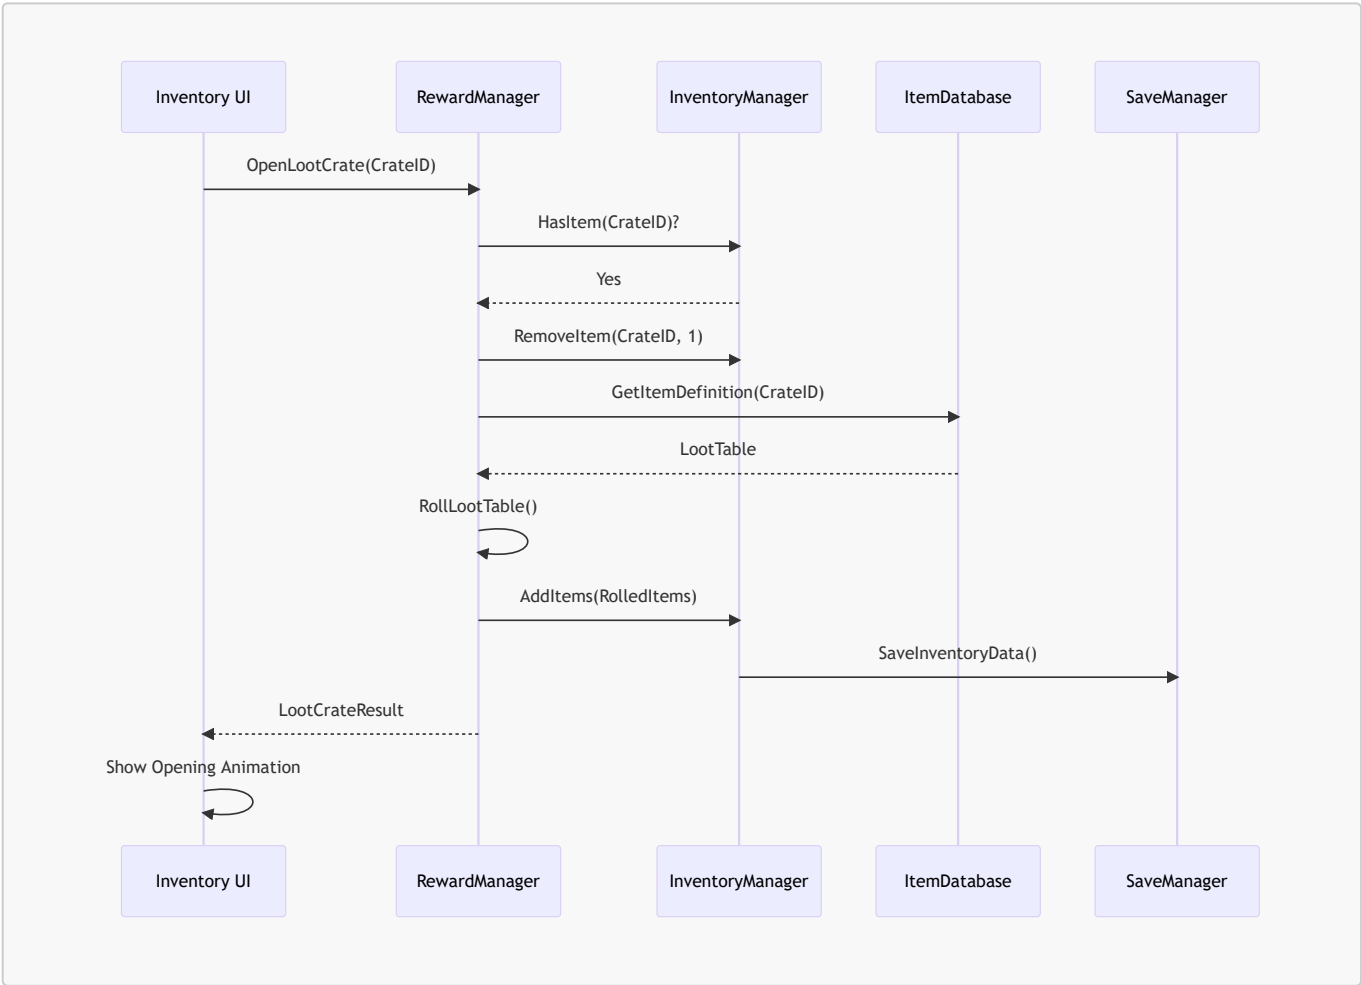 Inventory UI
RewardManager
InventoryManager
ItemDatabase
SaveManager
OpenLootCrate(CrateID)
HasItem(CrateID)?
Yes
RemoveItem(CrateID, 1)
GetItemDefinition(CrateID)
LootTable
RollLootTable()
AddItems(RolledItems)
SaveInventoryData()
LootCrateResult
Show Opening Animation
Inventory UI
RewardManager
InventoryManager
ItemDatabase
SaveManager